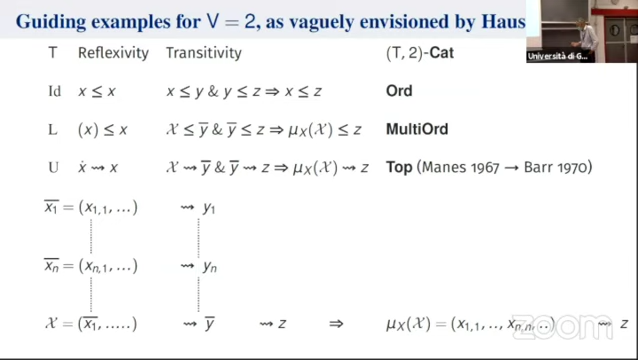 Guiding examples for V = 2, as vaguely envisioned by Haus
Università di G...
T Reflexivity Transitivity (T, 2)-Cat
Id x ≤ x x ≤ y & y ≤ z ⇒ x ≤ z Ord
L (x) ≤ x 𝒳 ≤ y̅ & y̅ ≤ z ⇒ μ_X(𝒳) ≤ z MultiOrd
U ẋ ⇝ x 𝒳 ⇝ y̅ & y̅ ⇝ z ⇒ μ_X(𝒳) ⇝ z Top (Manes 1967 → Barr 1970)
x̅₁ = (x₁,₁, ...) ⇝ y₁
x̅ₙ = (xₙ,₁, ...) ⇝ yₙ
𝒳 = (x̅₁, .....) ⇝ y̅ ⇝ z ⇒ μ_X(𝒳) = (x₁,₁, .., xₙ,ₙ, ..) ⇝ z
zoom